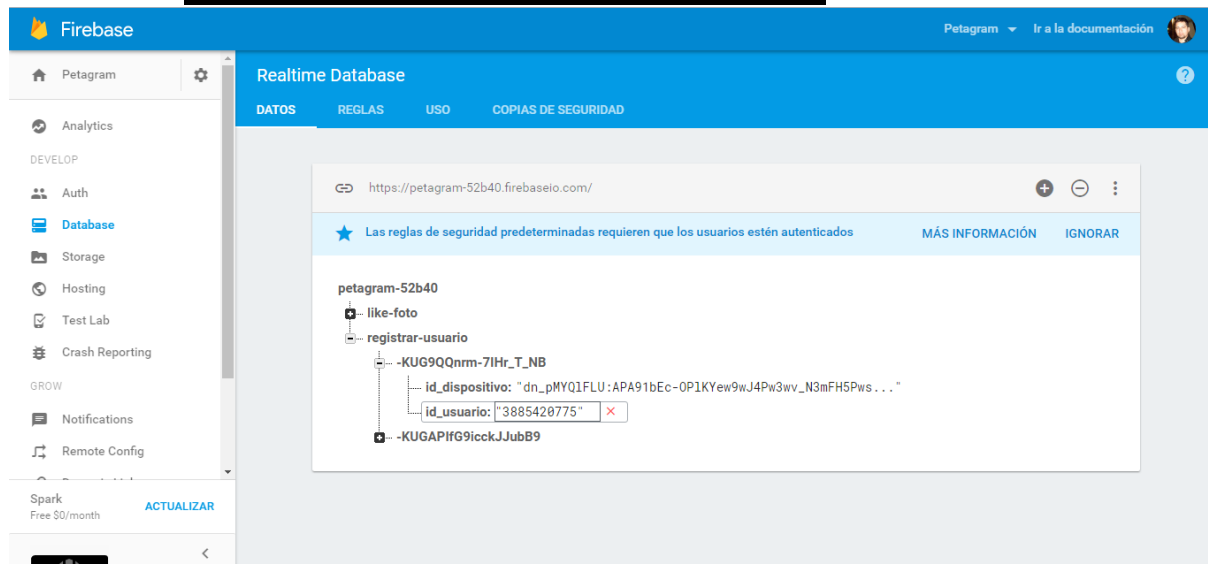 Firebase
Petagram
Ir a la documentación
Petagram
Realtime Database
DATOS
REGLAS
USO
COPIAS DE SEGURIDAD
Analytics
DEVELOP
Auth
Database
Storage
Hosting
Test Lab
Crash Reporting
GROW
Notifications
Remote Config
Spark
Free $0/month
ACTUALIZAR
https://petagram-52b40.firebaseio.com/
Las reglas de seguridad predeterminadas requieren que los usuarios estén autenticados
MÁS INFORMACIÓN
IGNORAR
petagram-52b40
like-foto
registrar-usuario
-KUG9QQnrm-7IHr_T_NB
id_dispositivo: "dn_pMYQlFLU:APA91bEc-OPlKYew9wJ4Pw3wv_N3mFH5Pws..."
id_usuario: "3885420775"
-KUGAPIfG9icckJJubB9